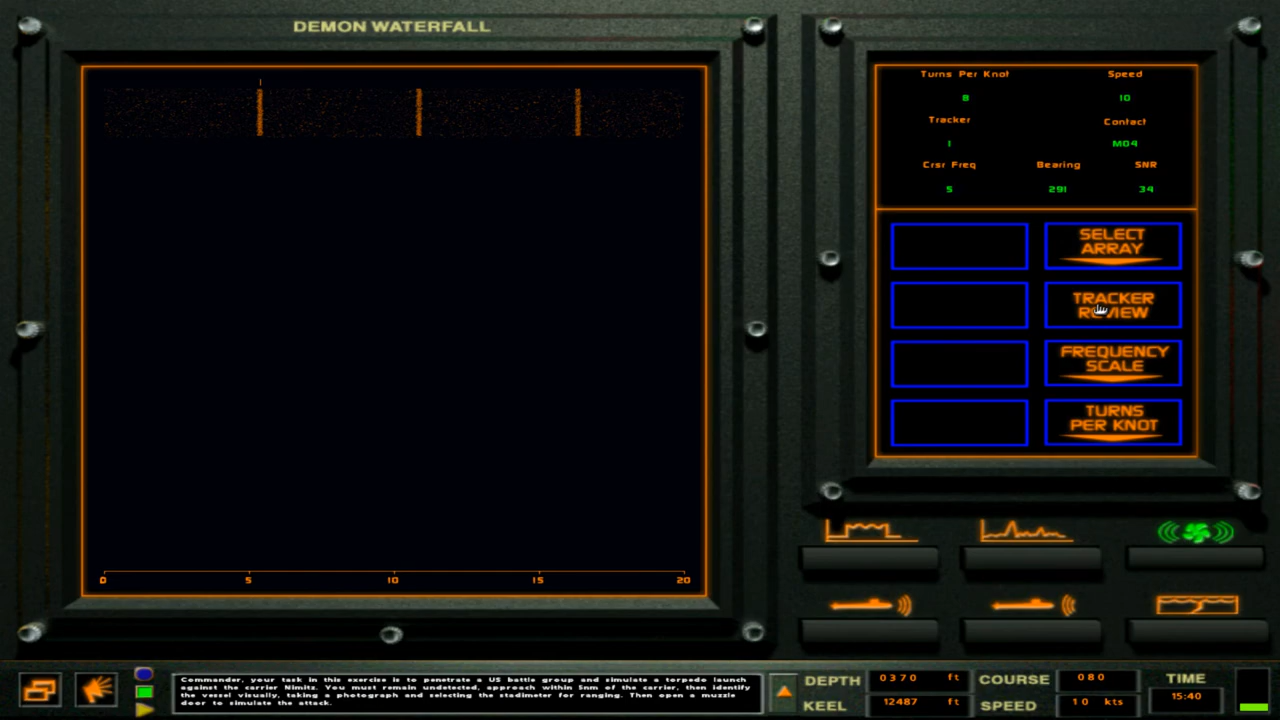 DEMON WATERFALL
0 5 10 15 20
Turns Per Knot Speed
8 10
Tracker Contact
1 M04
Crsr Freq Bearing SNR
5 291 34
SELECT
ARRAY
TRACKER
REVIEW
FREQUENCY
SCALE
TURNS
PER KNOT
Commander, your task in this exercise is to penetrate a US battle group and simulate a torpedo launch
against the carrier Nimitz. You must remain undetected, approach within 5nm of the carrier, then identify
the vessel visually, taking a photograph and selecting the stadimeter for ranging. Then open a muzzle
door to simulate the attack.
DEPTH 0370 ft COURSE 080 TIME
KEEL 12487 ft SPEED 10 kts 15:40